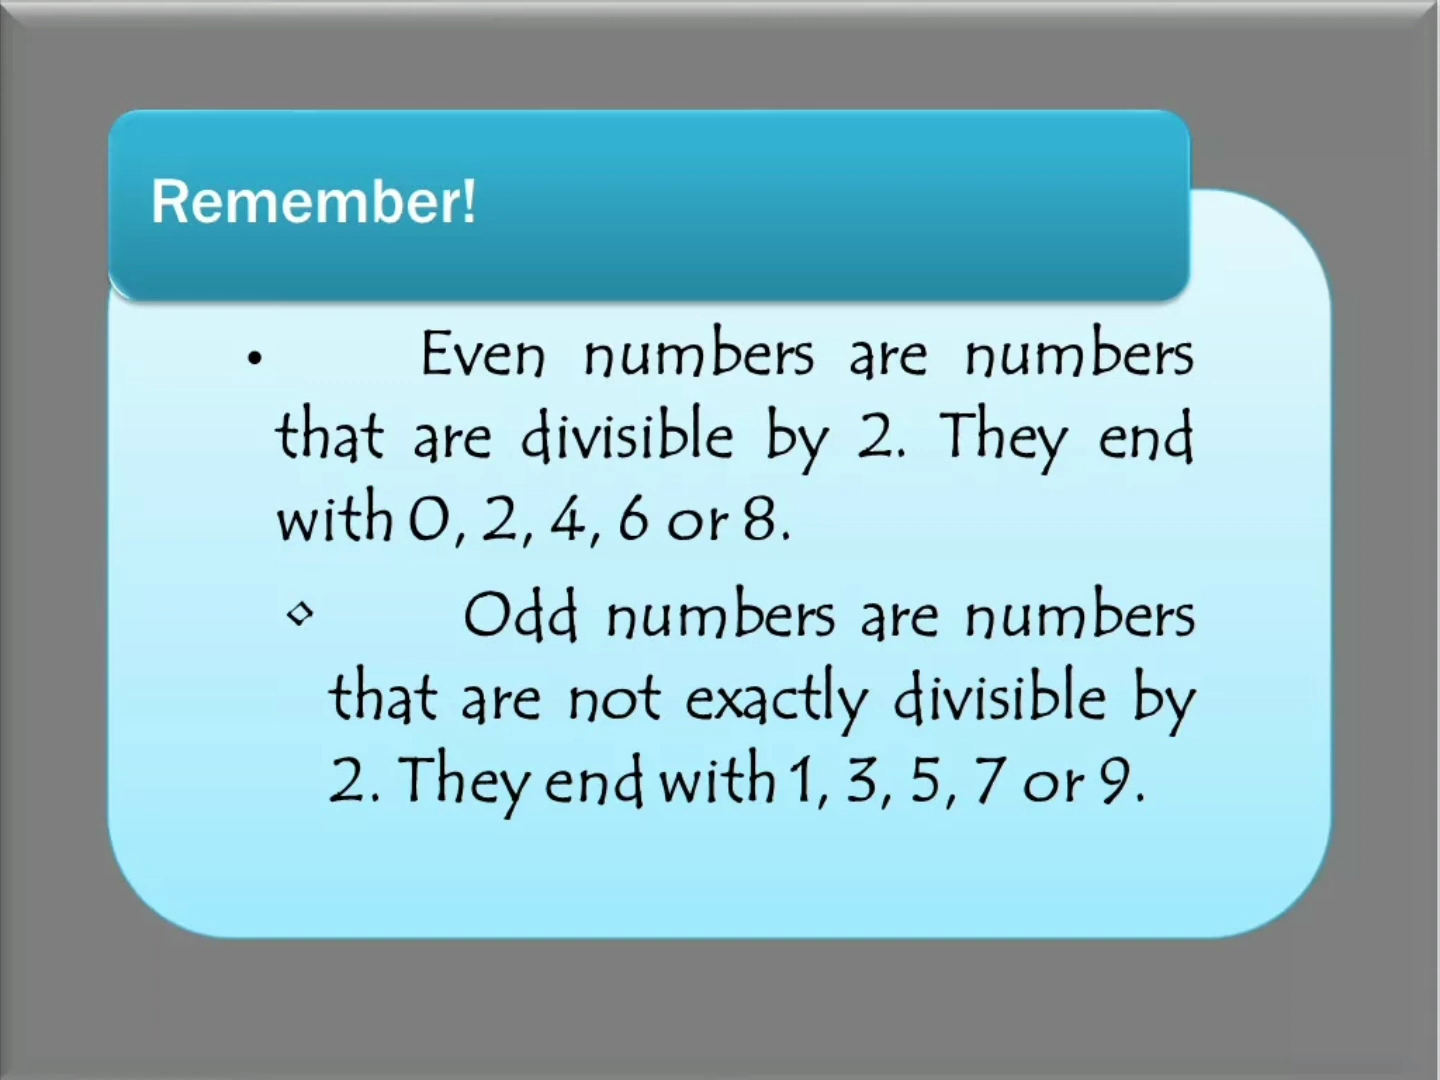 Remember!
• Even numbers are numbers
that are divisible by 2. They end
with 0, 2, 4, 6 or 8.
◇ Odd numbers are numbers
that are not exactly divisible by
2. They end with 1, 3, 5, 7 or 9.